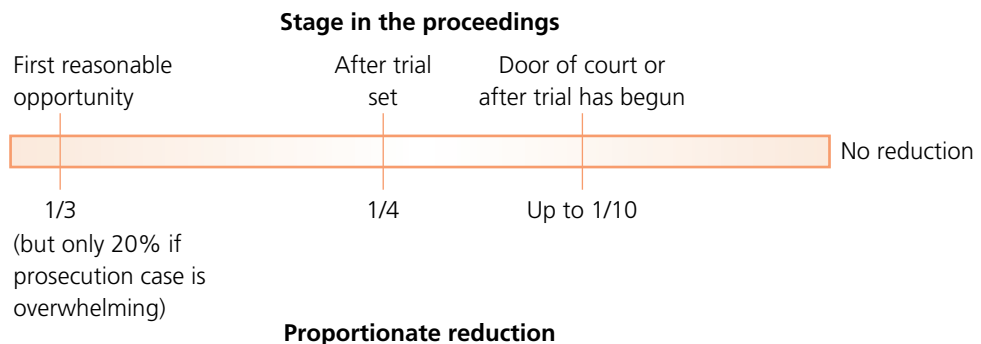 Stage in the proceedings
First reasonable
opportunity
After trial
set
Door of court or
after trial has begun
No reduction
1/3
(but only 20% if
prosecution case is
overwhelming)
1/4
Up to 1/10
Proportionate reduction